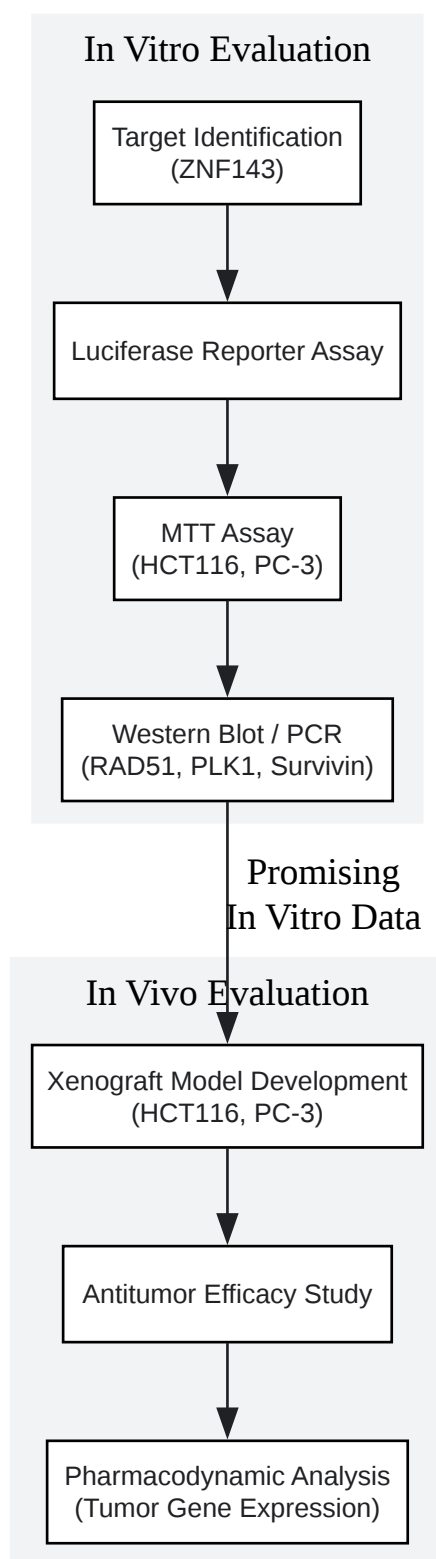 In Vitro Evaluation
Target Identification
(ZNF143)
Luciferase Reporter Assay
MTT Assay
(HCT116, PC-3)
Western Blot / PCR
(RAD51, PLK1, Survivin)
Promising
In Vitro Data
In Vivo Evaluation
Xenograft Model Development
(HCT116, PC-3)
Antitumor Efficacy Study
Pharmacodynamic Analysis
(Tumor Gene Expression)